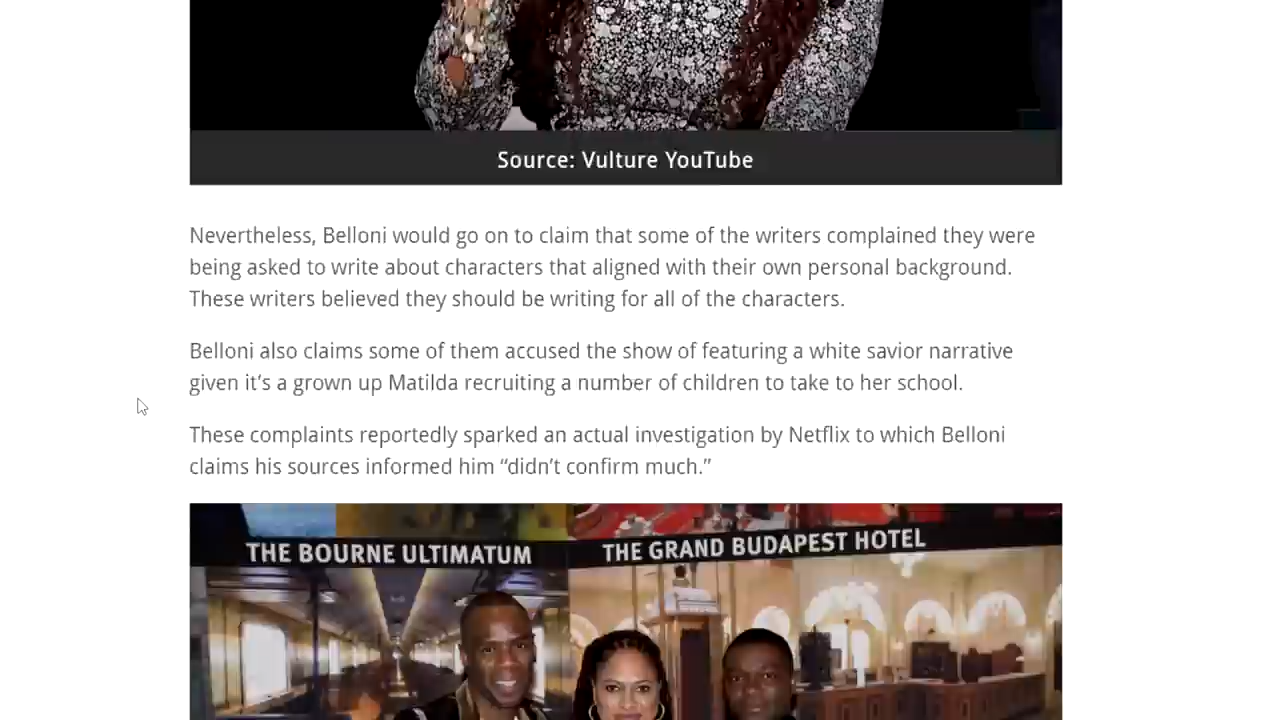 Source: Vulture YouTube
Nevertheless, Belloni would go on to claim that some of the writers complained they were
being asked to write about characters that aligned with their own personal background.
These writers believed they should be writing for all of the characters.
Belloni also claims some of them accused the show of featuring a white savior narrative
given it’s a grown up Matilda recruiting a number of children to take to her school.
These complaints reportedly sparked an actual investigation by Netflix to which Belloni
claims his sources informed him “didn’t confirm much.”
THE BOURNE ULTIMATUM
THE GRAND BUDAPEST HOTEL